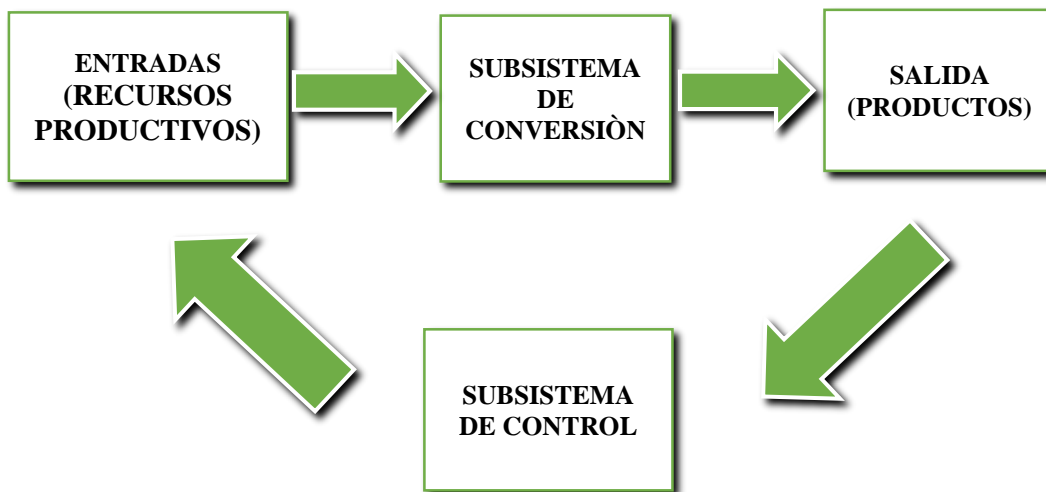 ENTRADAS
(RECURSOS
PRODUCTIVOS)
SUBSISTEMA
DE
CONVERSIÒN
SALIDA
(PRODUCTOS)
SUBSISTEMA
DE CONTROL